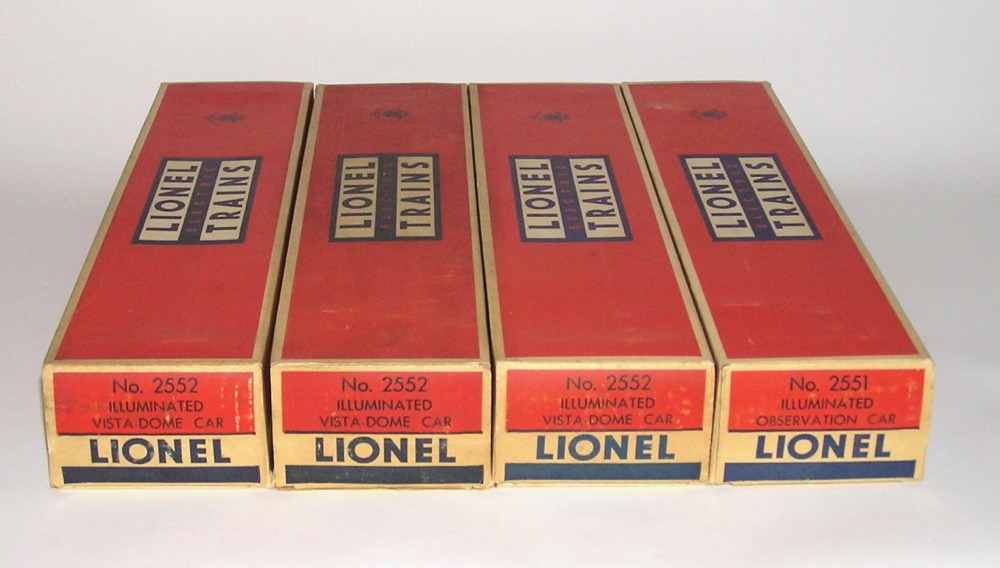 LIONEL
ELECTRIC
TRAINS
No. 2552
ILLUMINATED
VISTA-DOME CAR
LIONEL
LIONEL
ELECTRIC
TRAINS
No. 2552
ILLUMINATED
VISTA-DOME CAR
LIONEL
LIONEL
ELECTRIC
TRAINS
No. 2552
ILLUMINATED
VISTA-DOME CAR
LIONEL
LIONEL
ELECTRIC
TRAINS
No. 2551
ILLUMINATED
OBSERVATION CAR
LIONEL